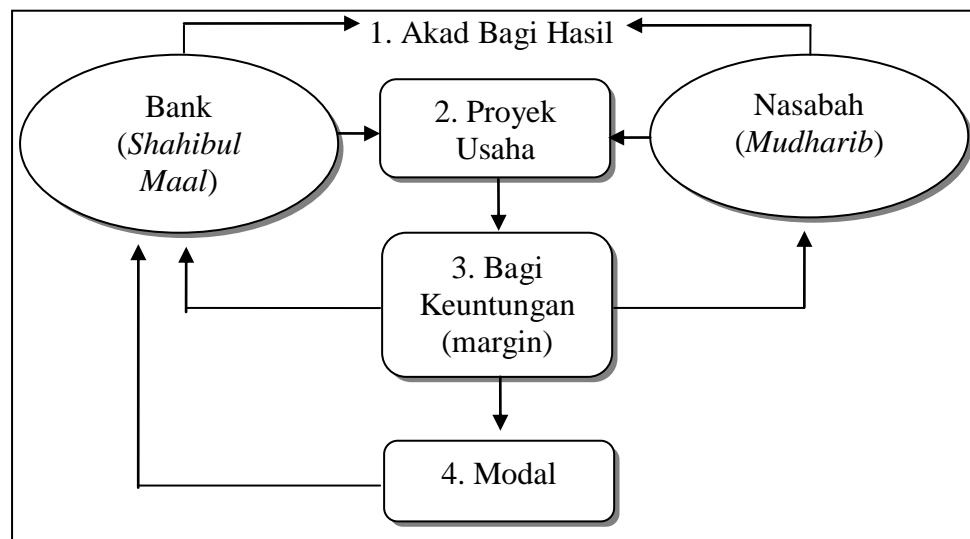 1. Akad Bagi Hasil
Bank
(Shahibul
Maal)
2. Proyek
Usaha
Nasabah
(Mudharib)
3. Bagi
Keuntungan
(margin)
4. Modal